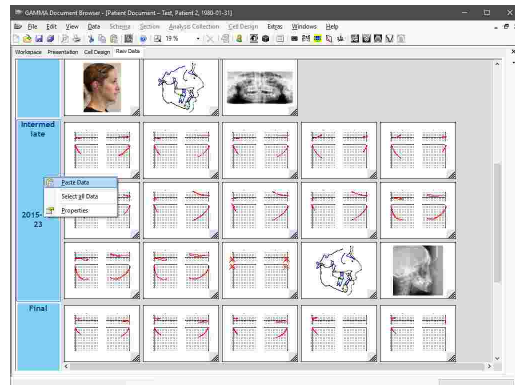 GAMMA Document Browser - [Patient Document - Test, Patient 2, 1980-01-31]
File Edit View Data Schema Section Analysis Collection Cell Design Extras Windows Help
19 %
Workspace Presentation Cell Design Raw Data
Intermed
iate
Paste Data
Select all Data
Properties
2015-
23
Final